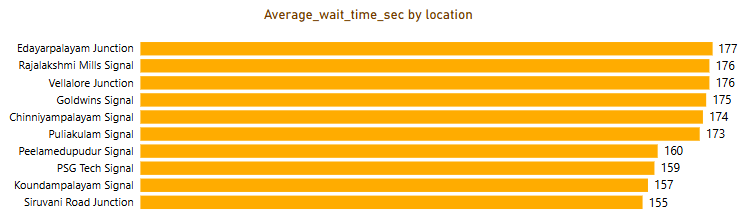 Average_wait_time_sec by location
Edayarpalayam Junction 177
Rajalakshmi Mills Signal 176
Vellalore Junction 176
Goldwins Signal 175
Chinniyampalayam Signal 174
Puliakulam Signal 173
Peelamedupudur Signal 160
PSG Tech Signal 159
Koundampalayam Signal 157
Siruvani Road Junction 155